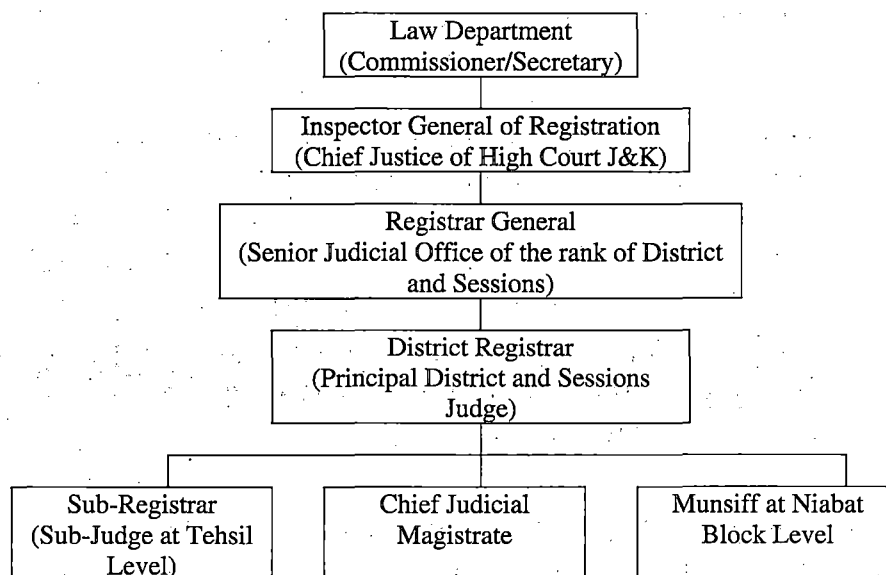 Law Department
(Commissioner/Secretary)
Inspector General of Registration
(Chief Justice of High Court J&K)
Registrar General
(Senior Judicial Office of the rank of District
and Sessions)
District Registrar
(Principal District and Sessions
Judge)
Sub-Registrar
(Sub-Judge at Tehsil
Level)
Chief Judicial
Magistrate
Munsiff at Niabat
Block Level